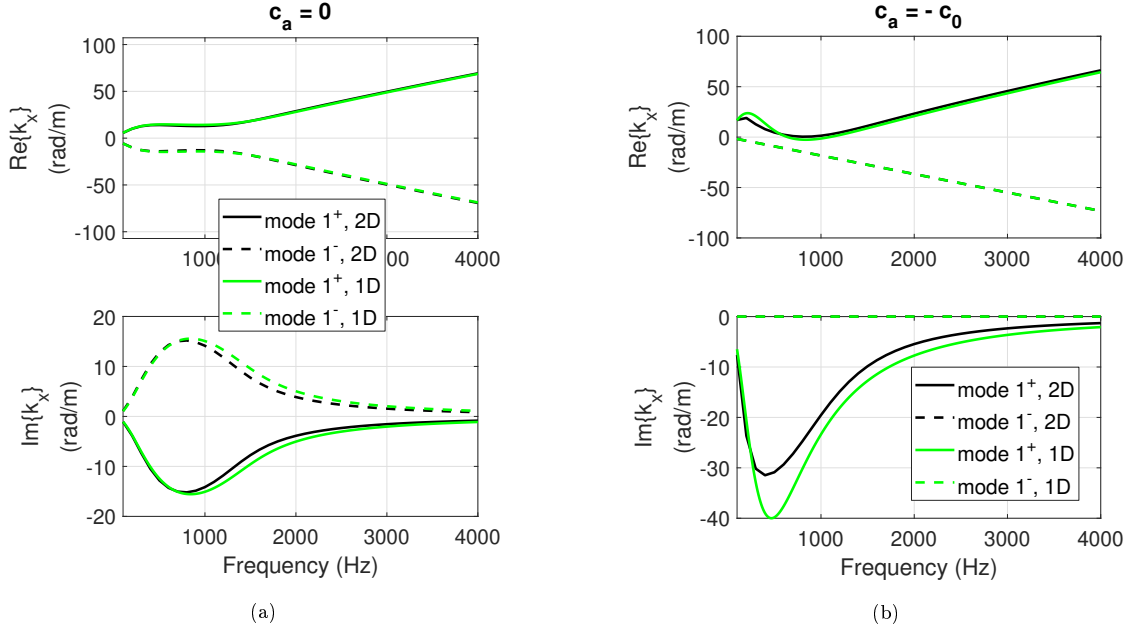 c_a = 0
100
50
0
-50
-100
Re{k_x}
(rad/m)
1000 2000 3000 4000
mode 1^+, 2D
mode 1^-, 2D
mode 1^+, 1D
mode 1^-, 1D
20
10
0
-10
-20
Im{k_x}
(rad/m)
1000 2000 3000 4000
Frequency (Hz)
(a)
c_a = - c_0
100
50
0
-50
-100
Re{k_x}
(rad/m)
1000 2000 3000 4000
0
-10
-20
-30
-40
Im{k_x}
(rad/m)
mode 1^+, 2D
mode 1^-, 2D
mode 1^+, 1D
mode 1^-, 1D
1000 2000 3000 4000
Frequency (Hz)
(b)